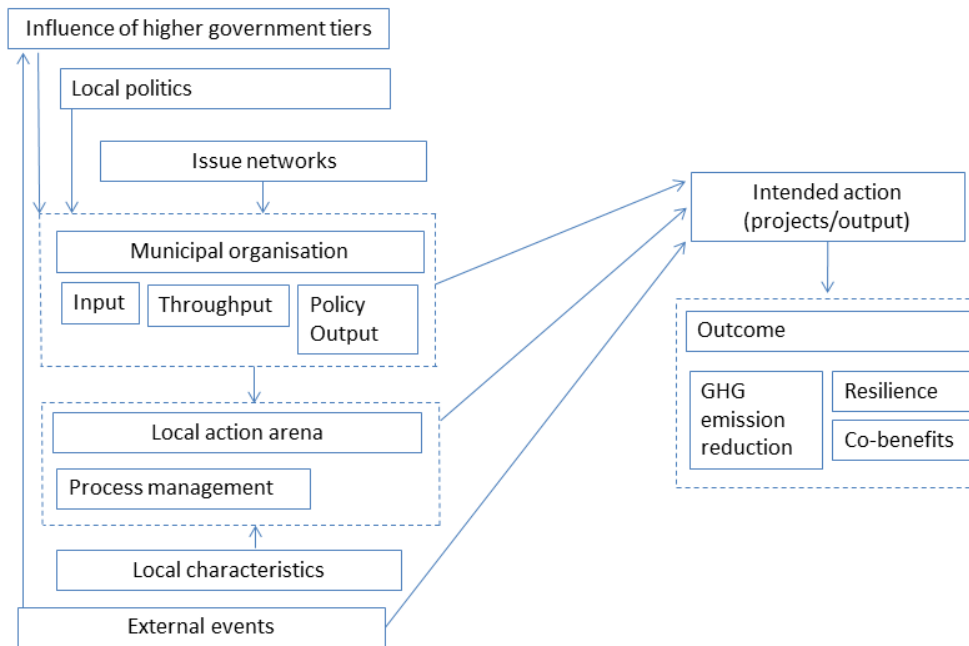 Influence of higher government tiers
Local politics
Issue networks
Municipal organisation
Input
Throughput
Policy
Output
Local action arena
Process management
Local characteristics
External events
Intended action
(projects/output)
Outcome
GHG
emission
reduction
Resilience
Co-benefits